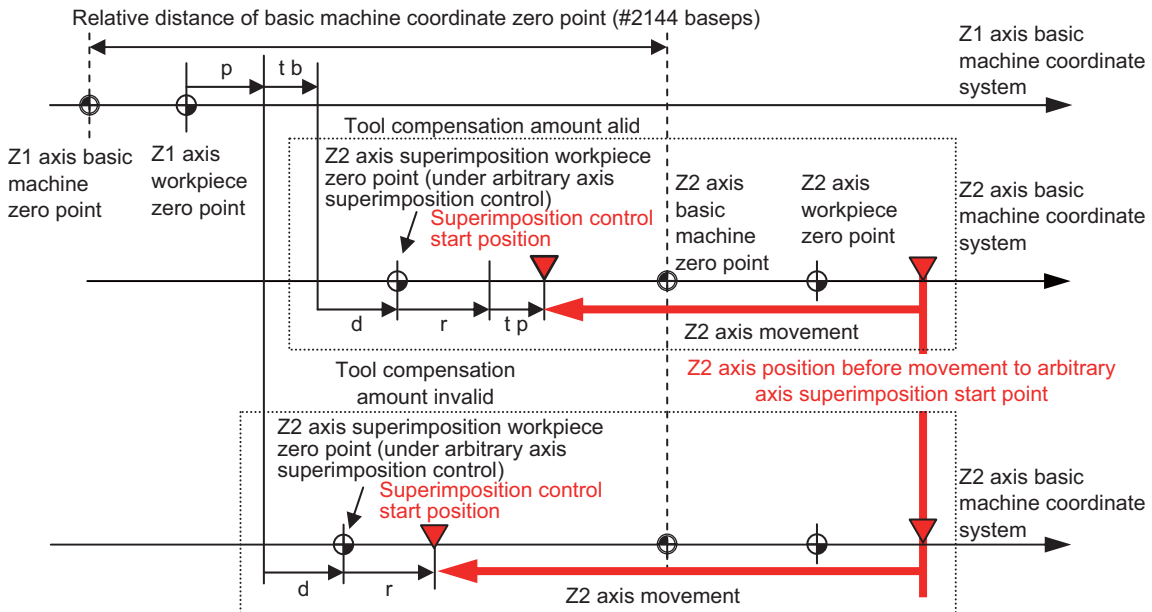 Relative distance of basic machine coordinate zero point (#2144 baseps)
p
t b
Z1 axis basic
machine coordinate
system
Z1 axis basic
machine
zero point
Z1 axis
workpiece
zero point
Tool compensation amount alid
Z2 axis superimposition workpiece
zero point (under arbitrary axis
superimposition control)
Superimposition control
start position
Z2 axis
basic
machine
zero point
Z2 axis
workpiece
zero point
Z2 axis basic
machine coordinate
system
d
r
t p
Z2 axis movement
Z2 axis position before movement to arbitrary
axis superimposition start point
Tool compensation
amount invalid
Z2 axis superimposition workpiece
zero point (under arbitrary axis
superimposition control)
Superimposition control
start position
Z2 axis basic
machine coordinate
system
d
r
Z2 axis movement